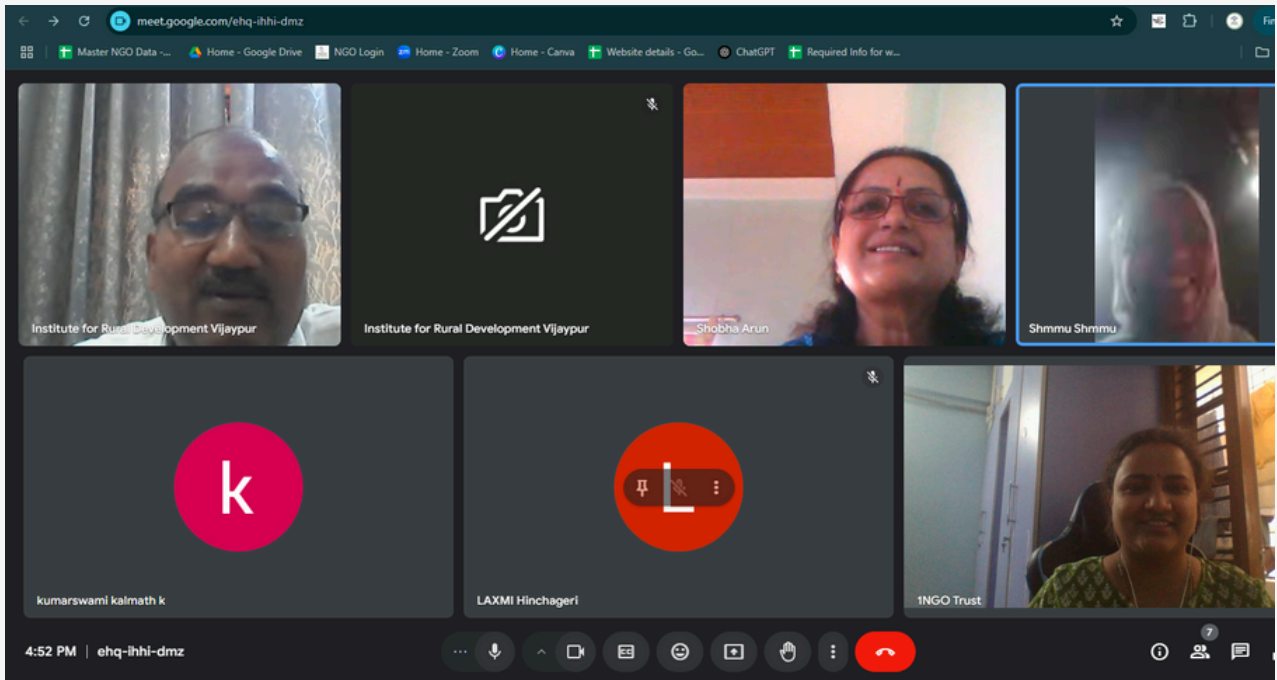 meet.google.com/ehq-ihhi-dmz
Fin
Master NGO Data -... Home - Google Drive NGO Login Home - Zoom Home - Canva Website details - Go... ChatGPT Required Info for w...
Institute for Rural Development Vijaypur
Institute for Rural Development Vijaypur
Shobha Arun
Shmmu Shmmu
k
kumarswami kalmath k
L
LAXMI Hinchageri
1NGO Trust
7
4:52 PM | ehq-ihhi-dmz